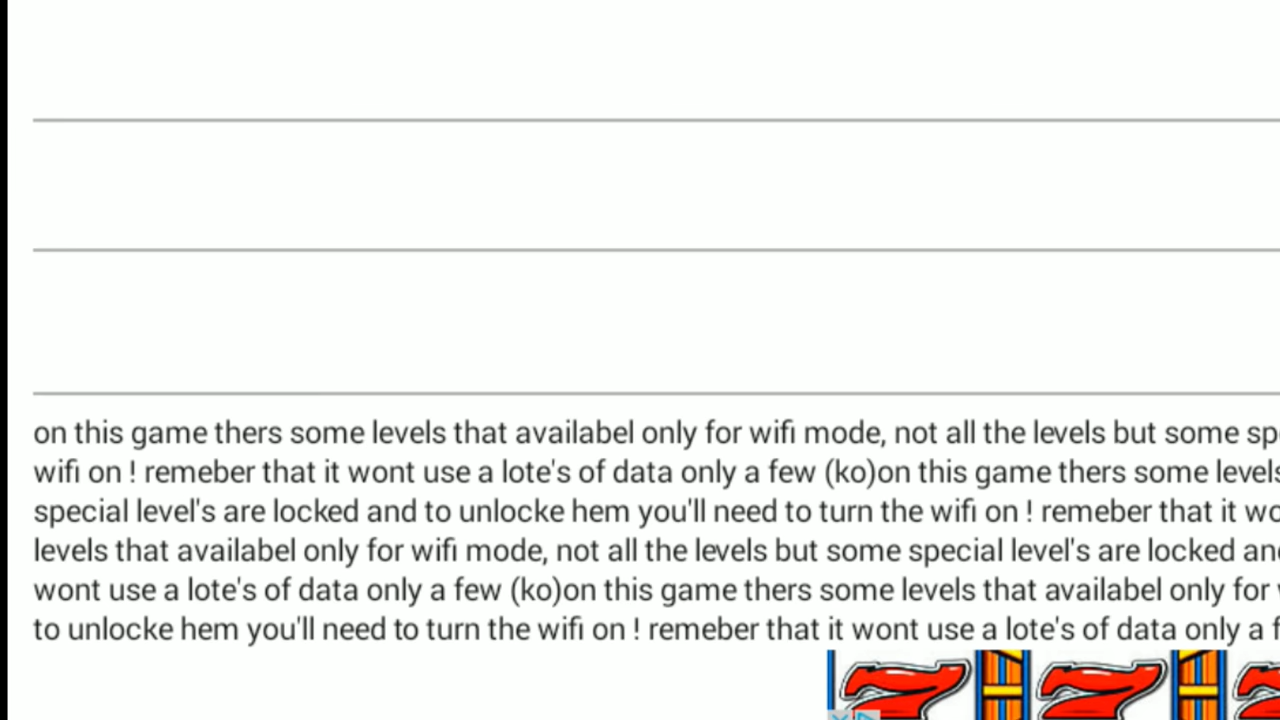 on this game thers some levels that availabel only for wifi mode, not all the levels but some
wifi on ! remeber that it wont use a lote's of data only a few (ko)on this game thers some levels
special level's are locked and to unlocke hem you'll need to turn the wifi on ! remeber that it
levels that availabel only for wifi mode, not all the levels but some special level's are locked
wont use a lote's of data only a few (ko)on this game thers some levels that availabel only for
to unlocke hem you'll need to turn the wifi on ! remeber that it wont use a lote's of data only a
7 7